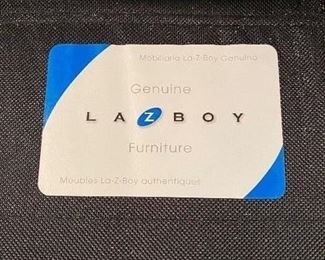 Mobiliario La-Z-Boy Genuino
Genuine
LA Z BOY
Furniture
Meubles La-Z-Boy authentiques